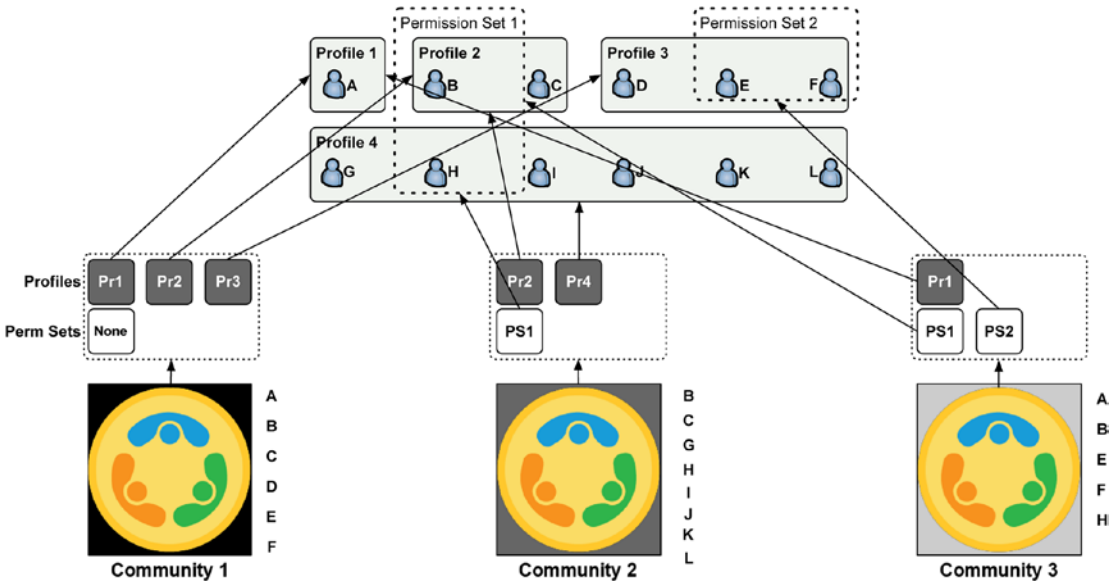 Permission Set 1
Permission Set 2
Profile 1
Profile 2
Profile 3
A
B
C
D
E
F
Profile 4
G
H
I
J
K
L
Profiles
Pr1
Pr2
Pr3
Pr2
Pr4
Pr1
Perm Sets
None
PS1
PS1
PS2
A
B
C
D
E
F
B
C
G
H
I
J
K
L
A
B
E
F
H
Community 1
Community 2
Community 3